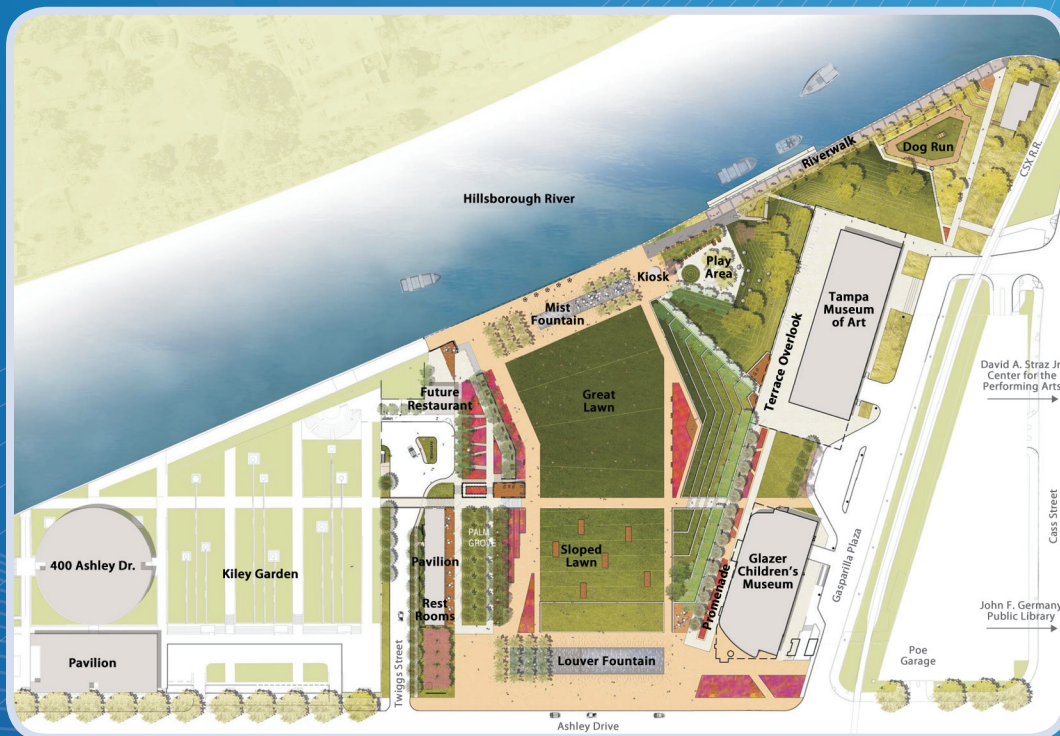 Hillsborough River
Riverwalk
Dog Run
CSX R.R.
Play
Area
Kiosk
Mist
Fountain
Tampa
Museum
of Art
Terrace Overlook
David A. Straz Jr
Center for the
Performing Arts
Future
Restaurant
Great
Lawn
Cass Street
PALM
GROVE
Pavilion
Sloped
Lawn
Glazer
Children's
Museum
Gasparilla Plaza
400 Ashley Dr.
Kiley Garden
Rest
Rooms
Promenade
John F. Germany
Public Library
Pavilion
Twiggs Street
Louver Fountain
Poe
Garage
Ashley Drive